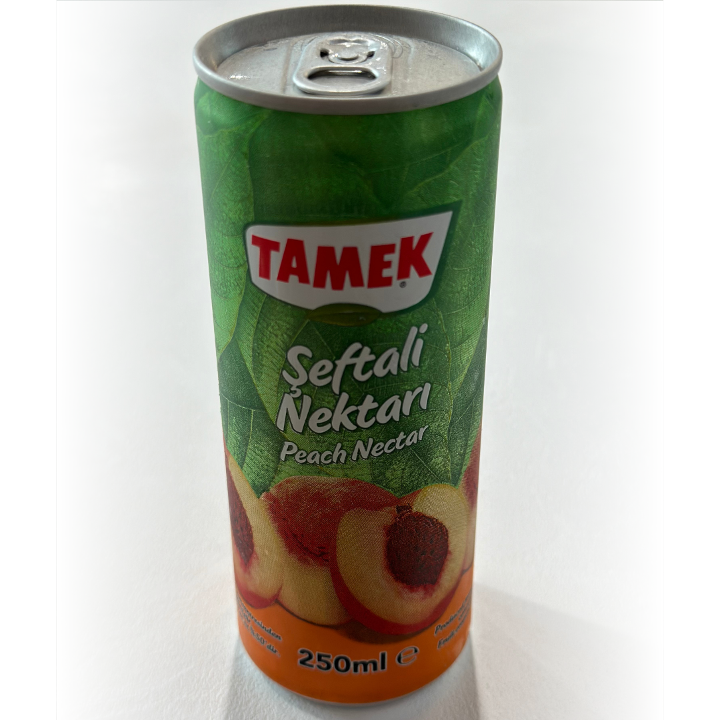 TAMEK
®
Şeftali
Nektarı
Peach Nectar
250ml ℮